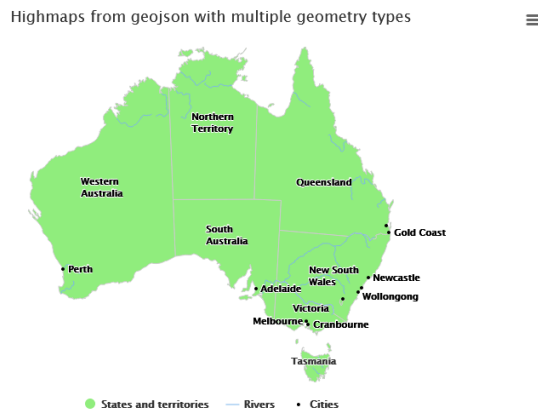 Highmaps from geojson with multiple geometry types
Northern
Territory
Western
Australia
Queensland
South
Australia
Gold Coast
Perth
New South
Wales
Newcastle
Adelaide
Wollongong
Victoria
Melbourne
Cranbourne
Tasmania
States and territories
Rivers
Cities